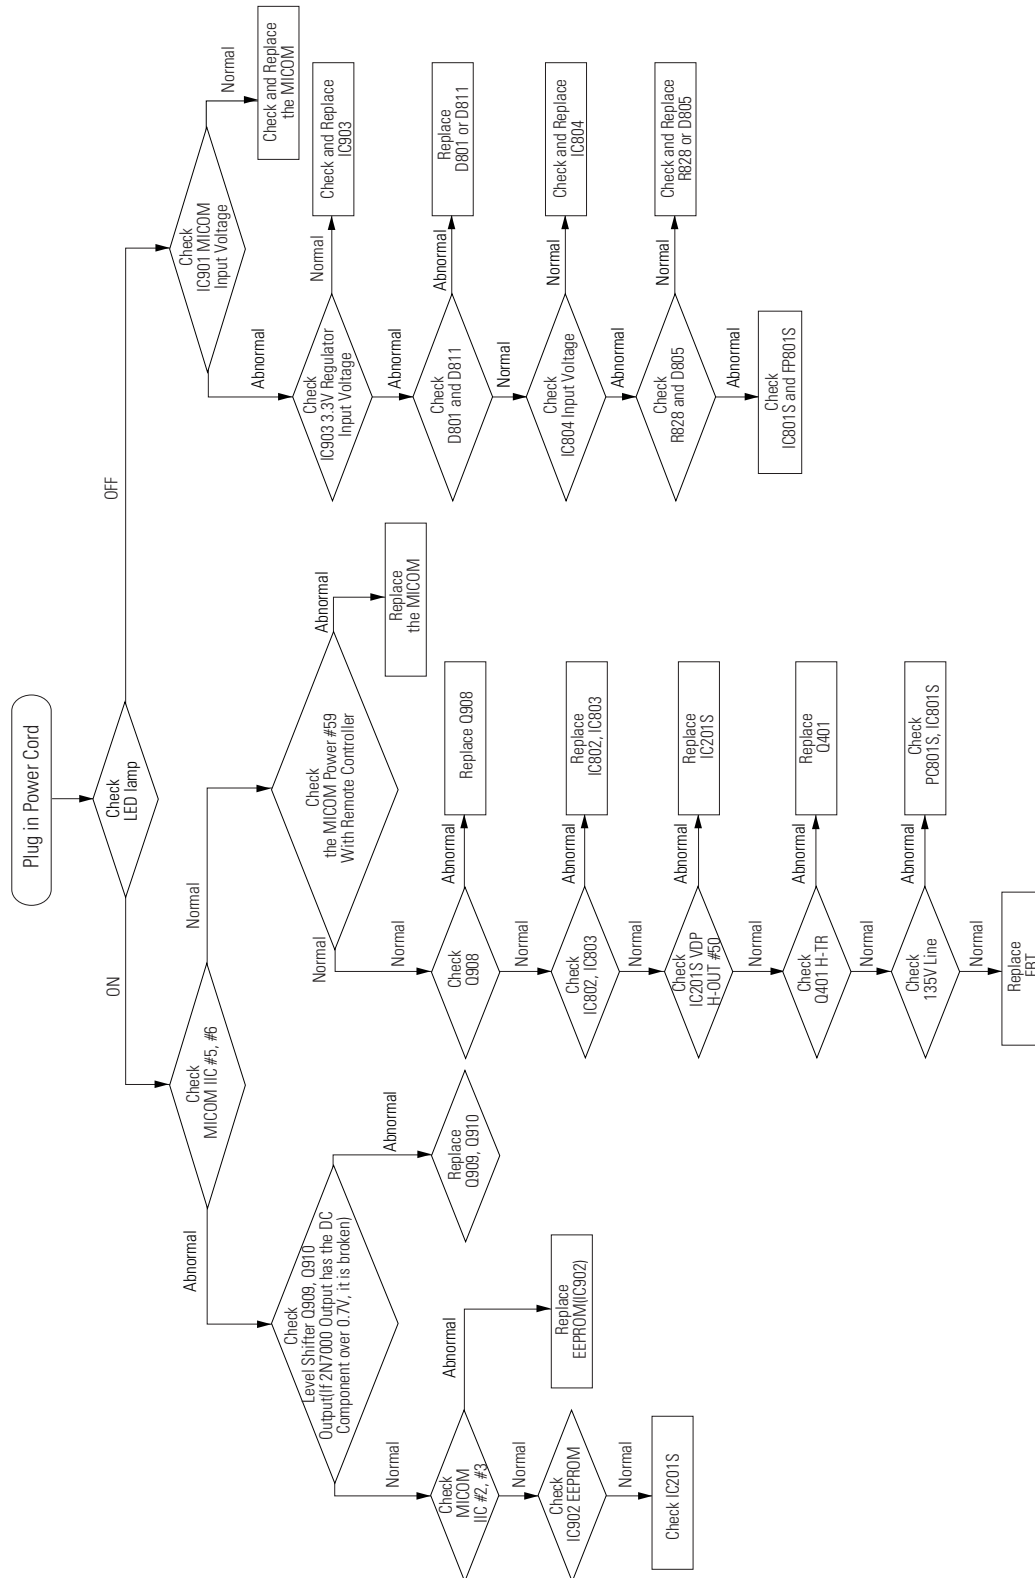 Plug in Power Cord
Check
LED lamp
ON
OFF
Check
MICOM IIC #5, #6
Abnormal
Normal
Check
IC901 MICOM
Input Voltage
Abnormal
Normal
Check and Replace
the MICOM
Check
Level Shifter Q909, Q910
Output(If 2N7000 Output has the DC
Component over 0.7V, it is broken)
Normal
Abnormal
Check
the MICOM Power #59
With Remote Controller
Normal
Abnormal
Check
IC903 3.3V Regulator
Input Voltage
Abnormal
Normal
Check and Replace
IC903
Check
MICOM
IIC #2, #3
Normal
Abnormal
Replace
Q909, Q910
Normal
Check
Q908
Abnormal
Replace Q908
Normal
Replace
the MICOM
Check
D801 and D811
Abnormal
Replace
D801 or D811
Normal
Check
IC902 EEPROM
Normal
Replace
EEPROM(IC902)
Check
IC802, IC803
Abnormal
Replace
IC802, IC803
Normal
Check
IC804 Input Voltage
Normal
Check and Replace
IC804
Abnormal
Check IC201S
Check
IC201S VDP
H-OUT #50
Abnormal
Replace
IC201S
Normal
Check
R828 and D805
Normal
Check and Replace
R828 or D805
Abnormal
Check
Q401 H-TR
Abnormal
Replace
Q401
Normal
Check
IC801S and FP801S
Check
135V Line
Abnormal
Check
PC801S, IC801S
Normal
Replace
FBT